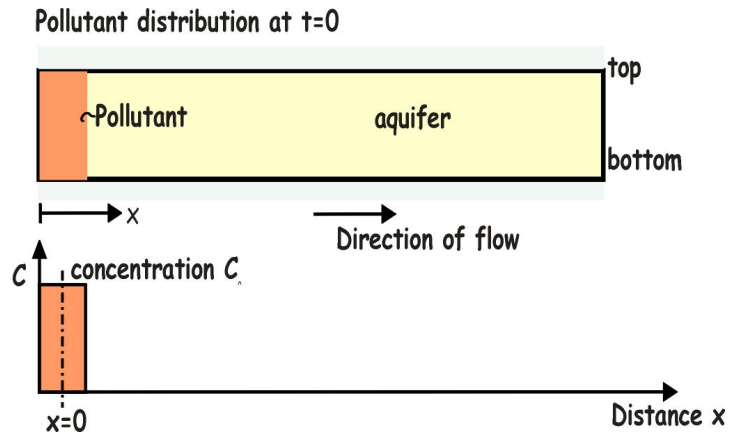 Pollutant distribution at t=0
top
Pollutant
aquifer
bottom
x
Direction of flow
C
concentration C
x=0
Distance x